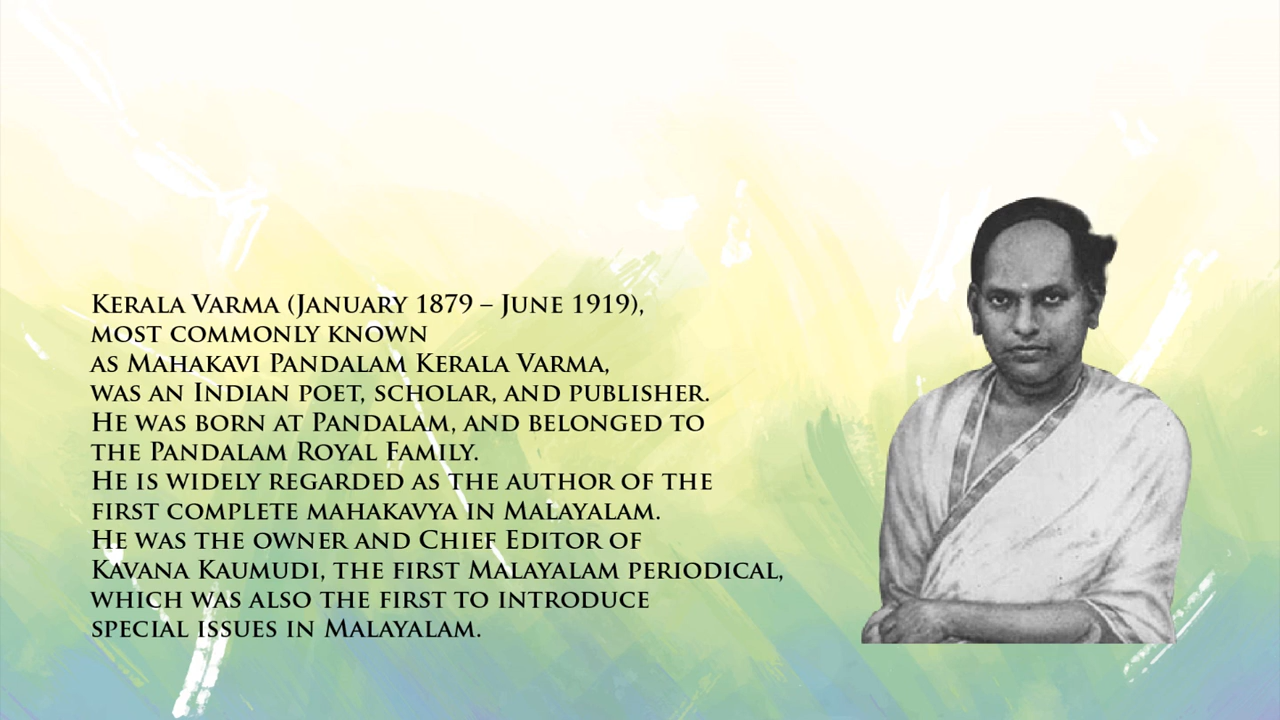 Kerala Varma (January 1879 – June 1919),
most commonly known
as Mahakavi Pandalam Kerala Varma,
was an Indian poet, scholar, and publisher.
He was born at Pandalam, and belonged to
the Pandalam Royal Family.
He is widely regarded as the author of the
first complete mahakavya in Malayalam.
He was the owner and Chief Editor of
Kavana Kaumudi, the first Malayalam periodical,
which was also the first to introduce
special issues in Malayalam.